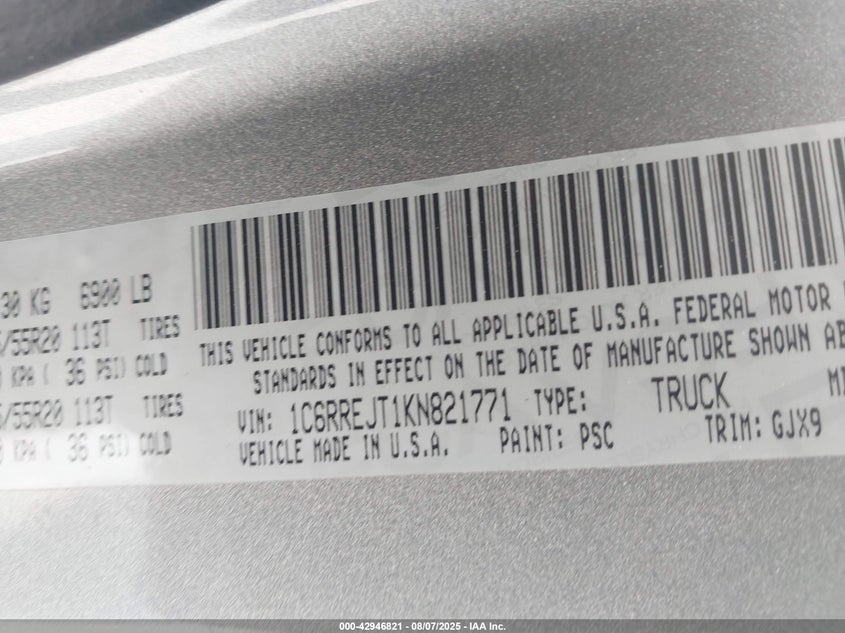 30 KG 6900 LB
/55R20 113T TIRES
KPA ( 36 PSI) COLD
/55R20 113T TIRES
KPA ( 36 PSI) COLD
THIS VEHICLE CONFORMS TO ALL APPLICABLE U.S.A. FEDERAL MOTOR
STANDARDS IN EFFECT ON THE DATE OF MANUFACTURE SHOWN AB
VIN: 1C6RREJT1KN821771 TYPE: TRUCK
VEHICLE MADE IN U.S.A. PAINT: PSC TRIM: GJX9
000-42946821 - 08/07/2025 - IAA Inc.